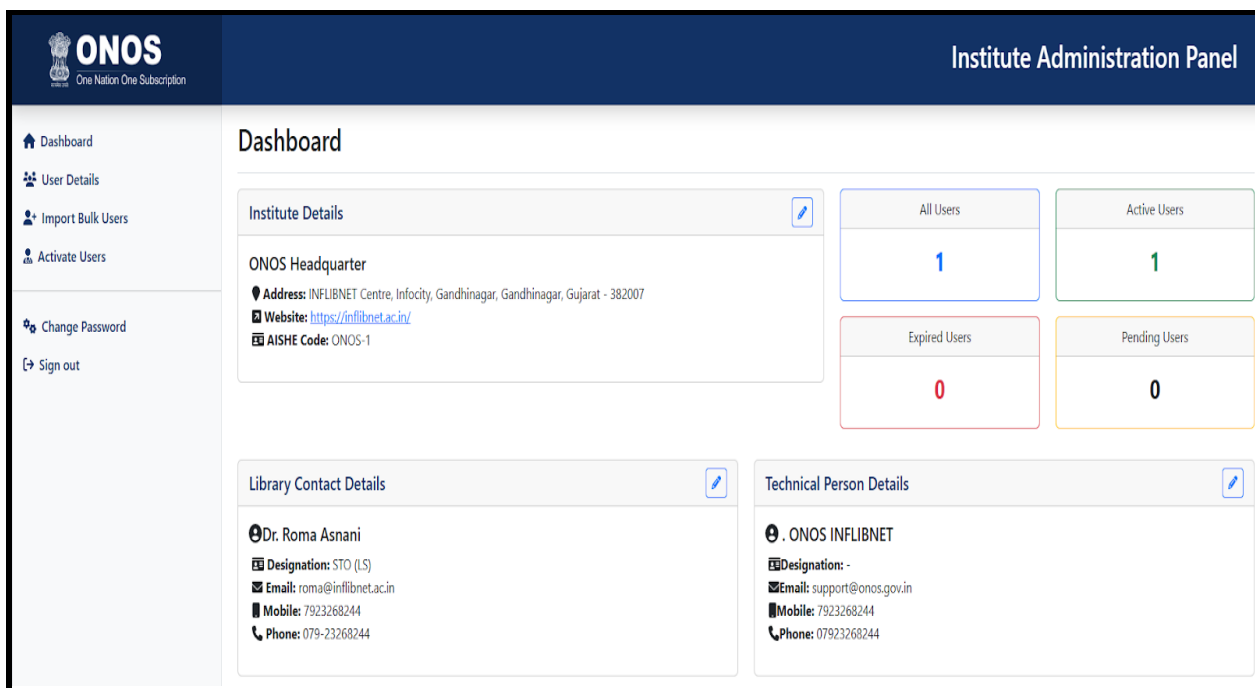 ONOS
One Nation One Subscription
Institute Administration Panel
Dashboard
User Details
Import Bulk Users
Activate Users
Change Password
Sign out
Dashboard
Institute Details
ONOS Headquarter
Address: INFLIBNET Centre, Infocity, Gandhinagar, Gandhinagar, Gujarat - 382007
Website: https://inflibnet.ac.in/
AISHE Code: ONOS-1
All Users
1
Active Users
1
Expired Users
0
Pending Users
0
Library Contact Details
Dr. Roma Asnani
Designation: STO (LS)
Email: roma@inflibnet.ac.in
Mobile: 7923268244
Phone: 079-23268244
Technical Person Details
. ONOS INFLIBNET
Designation: -
Email: support@onos.gov.in
Mobile: 7923268244
Phone: 07923268244